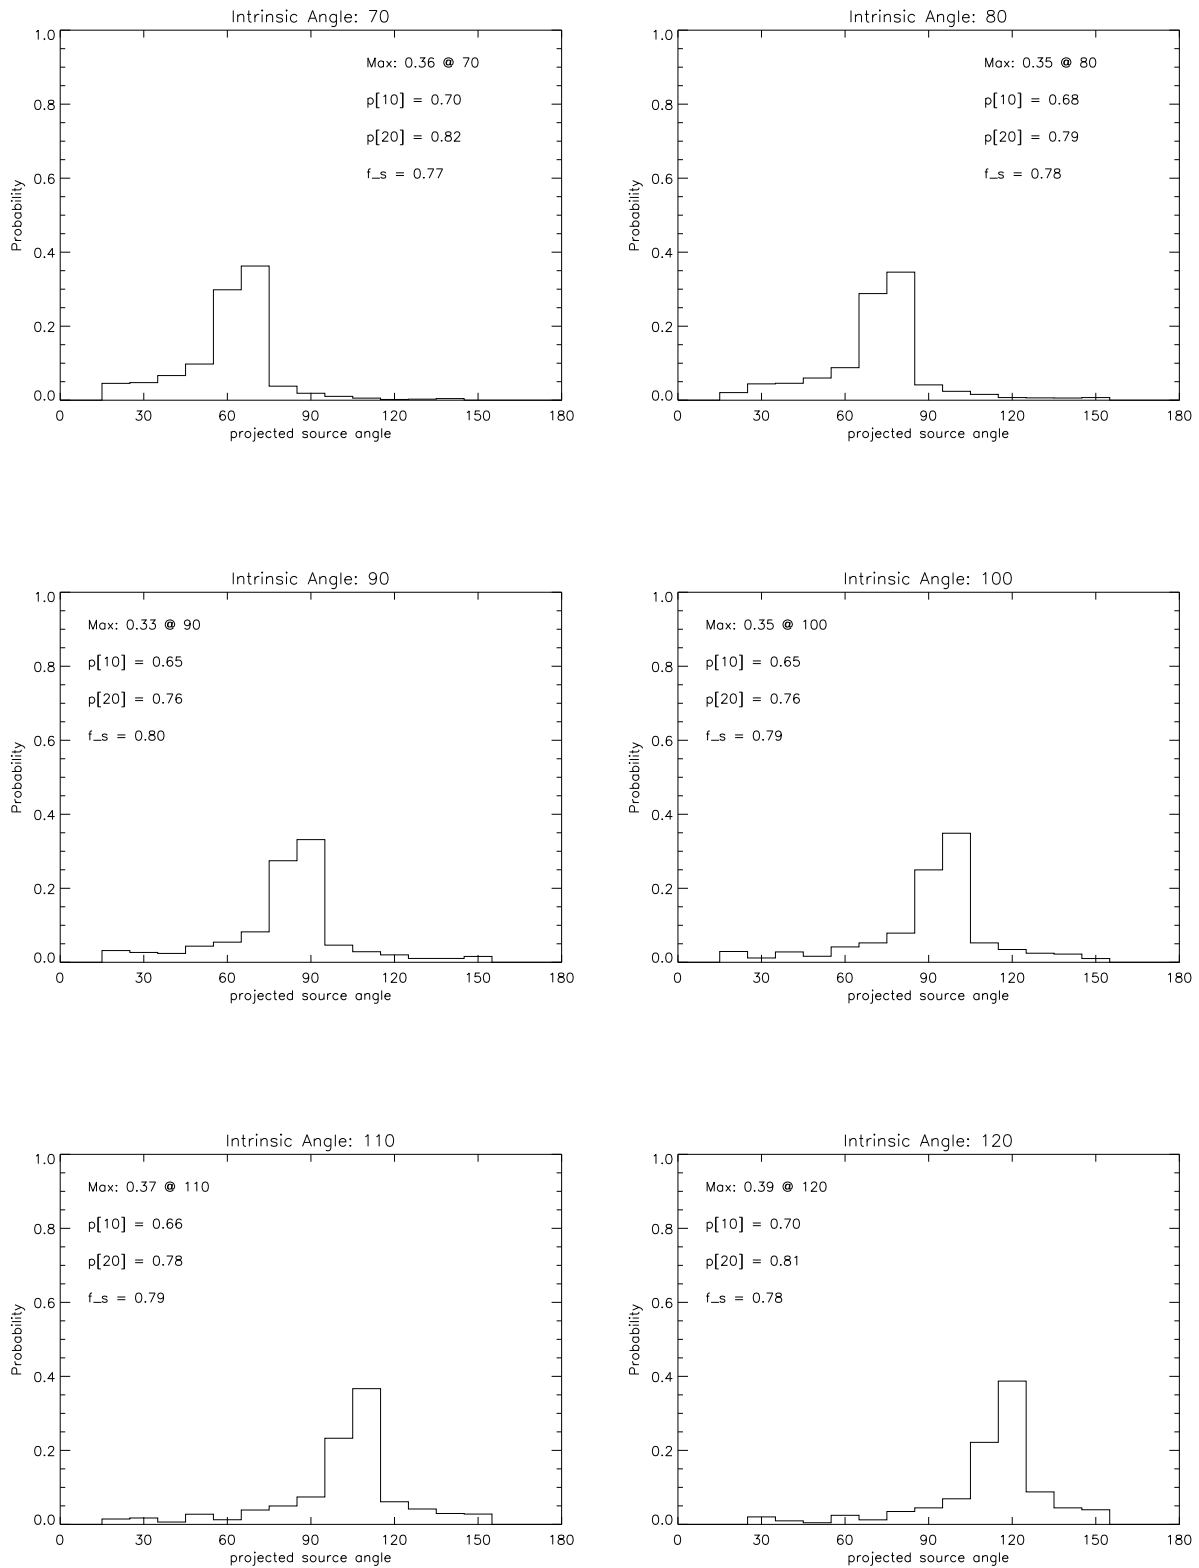 Intrinsic Angle: 70
1.0
0.8
0.6
0.4
0.2
0.0
Probability
Max: 0.36 @ 70
p[10] = 0.70
p[20] = 0.82
f_s = 0.77
0 30 60 90 120 150 180
projected source angle
Intrinsic Angle: 80
1.0
0.8
0.6
0.4
0.2
0.0
Probability
Max: 0.35 @ 80
p[10] = 0.68
p[20] = 0.79
f_s = 0.78
0 30 60 90 120 150 180
projected source angle
Intrinsic Angle: 90
1.0
0.8
0.6
0.4
0.2
0.0
Probability
Max: 0.33 @ 90
p[10] = 0.65
p[20] = 0.76
f_s = 0.80
0 30 60 90 120 150 180
projected source angle
Intrinsic Angle: 100
1.0
0.8
0.6
0.4
0.2
0.0
Probability
Max: 0.35 @ 100
p[10] = 0.65
p[20] = 0.76
f_s = 0.79
0 30 60 90 120 150 180
projected source angle
Intrinsic Angle: 110
1.0
0.8
0.6
0.4
0.2
0.0
Probability
Max: 0.37 @ 110
p[10] = 0.66
p[20] = 0.78
f_s = 0.79
0 30 60 90 120 150 180
projected source angle
Intrinsic Angle: 120
1.0
0.8
0.6
0.4
0.2
0.0
Probability
Max: 0.39 @ 120
p[10] = 0.70
p[20] = 0.81
f_s = 0.78
0 30 60 90 120 150 180
projected source angle